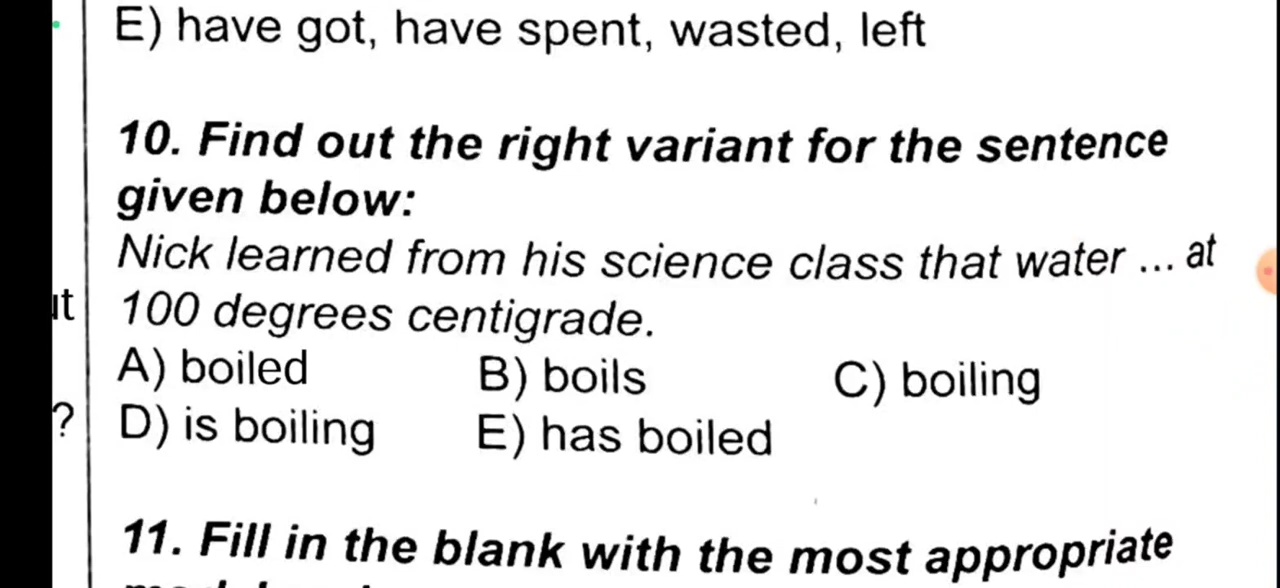 E) have got, have spent, wasted, left
10. Find out the right variant for the sentence
given below:
Nick learned from his science class that water ... at
100 degrees centigrade.
A) boiled B) boils C) boiling
D) is boiling E) has boiled
11. Fill in the blank with the most appropriate